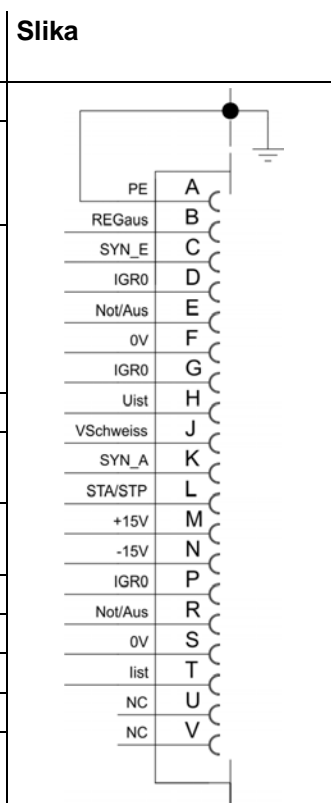 Slika
PE A
REGaus B
SYN_E C
IGR0 D
Not/Aus E
0V F
IGR0 G
Uist H
VSchweiss J
SYN_A K
STA/STP L
+15V M
-15V N
IGR0 P
Not/Aus R
0V S
Iist T
NC U
NC V